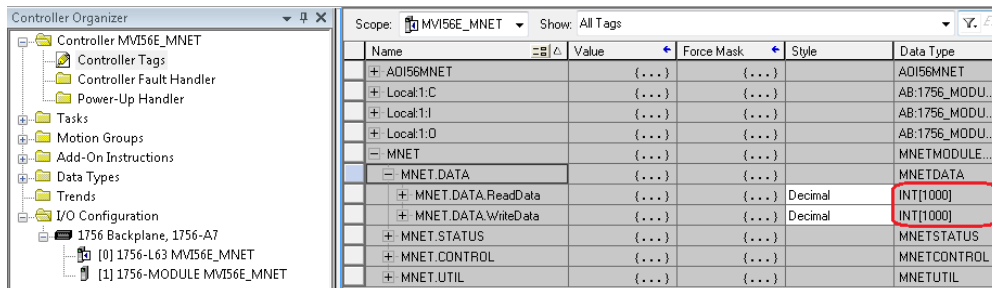 Controller Organizer
Controller MVI56E_MNET
Controller Tags
Controller Fault Handler
Power-Up Handler
Tasks
Motion Groups
Add-On Instructions
Data Types
Trends
I/O Configuration
1756 Backplane, 1756-A7
[0] 1756-L63 MVI56E_MNET
[1] 1756-MODULE MVI56E_MNET
Scope: MVI56E_MNET Show: All Tags
Name Value Force Mask Style Data Type
AOI56MNET {...} {...} AOI56MNET
Local:1:C {...} {...} AB:1756_MODU...
Local:1:I {...} {...} AB:1756_MODU...
Local:1:O {...} {...} AB:1756_MODU...
MNET {...} {...} MNETMODULE...
MNET.DATA {...} {...} MNETDATA
MNET.DATA.ReadData {...} {...} Decimal INT[1000]
MNET.DATA.WriteData {...} {...} Decimal INT[1000]
MNET.STATUS {...} {...} MNETSTATUS
MNET.CONTROL {...} {...} MNETCONTROL
MNET.UTIL {...} {...} MNETUTIL